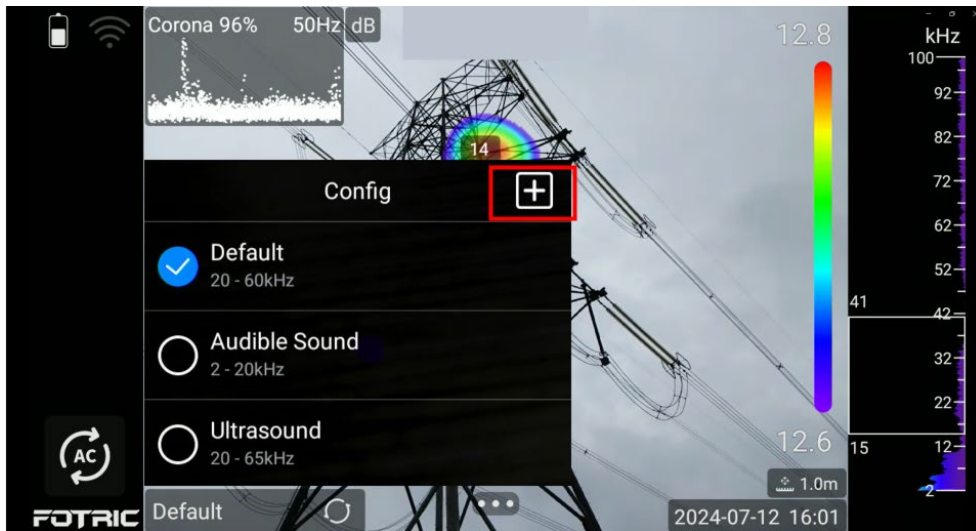 Corona 96% 50Hz dB
12.8
kHz
100
92
82
72
62
52
42
32
22
12
2
41
15
14
Config
Default
20 - 60kHz
Audible Sound
2 - 20kHz
Ultrasound
20 - 65kHz
12.6
1.0m
AC
FOTRIC
Default
2024-07-12 16:01